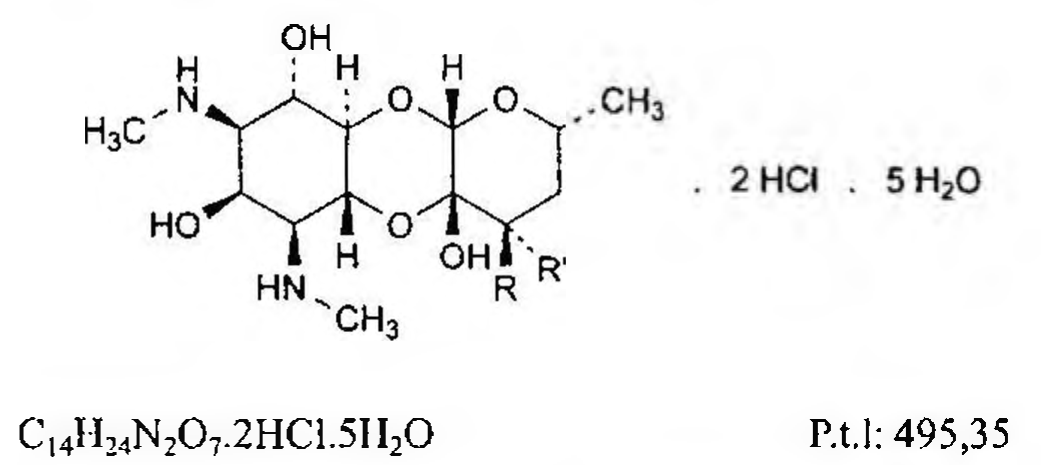 OH
H
H
H
N
O
O
CH₃
H₃C
. 2 HCl . 5 H₂O
HO
O
H
OH
R'
HN
R
CH₃
C₁₄H₂₄N₂O₇.2HCl.5H₂O
P.t.l: 495,35